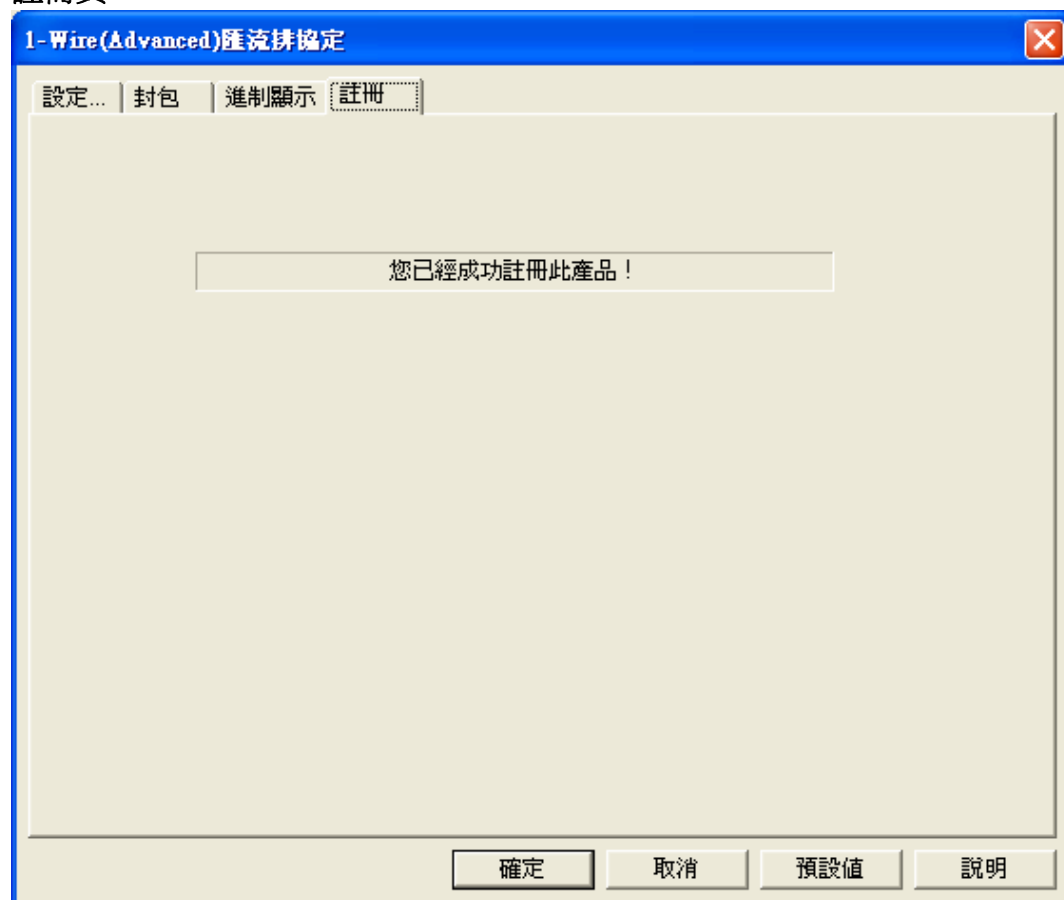 1-Wire(Advanced)匯流排協定
設定... 封包 進制顯示 註冊
您已經成功註冊此產品！
確定 取消 預設值 說明